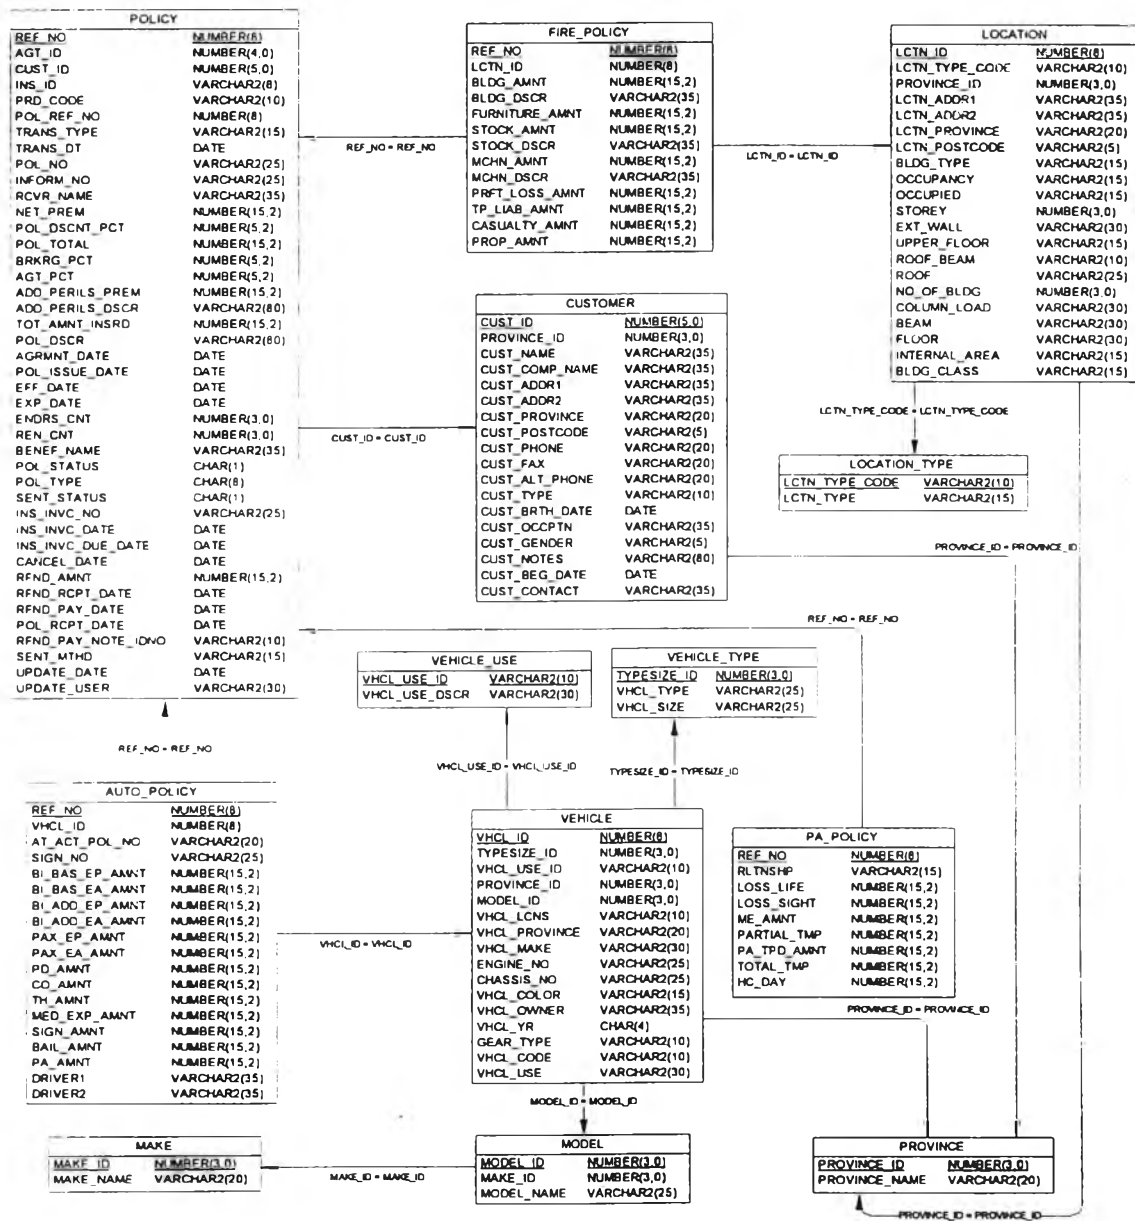 POLICY
REF_NO NUMBER(8)
AGT_ID NUMBER(4,0)
CUST_ID NUMBER(5,0)
INS_ID VARCHAR2(8)
PRD_CODE VARCHAR2(10)
POL_REF_NO NUMBER(8)
TRANS_TYPE VARCHAR2(15)
TRANS_DT DATE
POL_NO VARCHAR2(25)
INFORM_NO VARCHAR2(25)
RCVR_NAME VARCHAR2(35)
NET_PREM NUMBER(15,2)
POL_DSCNT_PCT NUMBER(5,2)
POL_TOTAL NUMBER(15,2)
BRKRG_PCT NUMBER(5,2)
AGT_PCT NUMBER(5,2)
ADD_PERILS_PREM NUMBER(15,2)
ADD_PERILS_DSCR VARCHAR2(80)
TOT_AMNT_INSRD NUMBER(15,2)
POL_DSCR VARCHAR2(80)
AGRMNT_DATE DATE
POL_ISSUE_DATE DATE
EFF_DATE DATE
EXP_DATE DATE
ENDRS_CNT NUMBER(3,0)
REN_CNT NUMBER(3,0)
BENEF_NAME VARCHAR2(35)
POL_STATUS CHAR(1)
POL_TYPE CHAR(8)
SENT_STATUS CHAR(1)
INS_INVC_NO VARCHAR2(25)
INS_INVC_DATE DATE
INS_INVC_DUE_DATE DATE
CANCEL_DATE DATE
RFND_AMNT NUMBER(15,2)
RFND_RCPT_DATE DATE
RFND_PAY_DATE DATE
POL_RCPT_DATE DATE
RFND_PAY_NOTE_IDNO VARCHAR2(10)
SENT_MTHD VARCHAR2(15)
UPDATE_DATE DATE
UPDATE_USER VARCHAR2(30)
REF_NO = REF_NO
FIRE_POLICY
REF_NO NUMBER(8)
LCTN_ID NUMBER(8)
BLDG_AMNT NUMBER(15,2)
BLDG_DSCR VARCHAR2(35)
FURNITURE_AMNT NUMBER(15,2)
STOCK_AMNT NUMBER(15,2)
STOCK_DSCR VARCHAR2(35)
MCHN_AMNT NUMBER(15,2)
MCHN_DSCR VARCHAR2(35)
PRFT_LOSS_AMNT NUMBER(15,2)
TP_LIAB_AMNT NUMBER(15,2)
CASUALTY_AMNT NUMBER(15,2)
PROP_AMNT NUMBER(15,2)
LCTN_ID = LCTN_ID
LOCATION
LCTN_ID NUMBER(8)
LCTN_TYPE_CODE VARCHAR2(10)
PROVINCE_ID NUMBER(3,0)
LCTN_ADDR1 VARCHAR2(35)
LCTN_ADDR2 VARCHAR2(35)
LCTN_PROVINCE VARCHAR2(20)
LCTN_POSTCODE VARCHAR2(5)
BLDG_TYPE VARCHAR2(15)
OCCUPANCY VARCHAR2(15)
OCCUPIED VARCHAR2(15)
STOREY NUMBER(3,0)
EXT_WALL VARCHAR2(30)
UPPER_FLOOR VARCHAR2(15)
ROOF_BEAM VARCHAR2(10)
ROOF VARCHAR2(25)
NO_OF_BLDG NUMBER(3,0)
COLUMN_LOAD VARCHAR2(30)
BEAM VARCHAR2(30)
FLOOR VARCHAR2(30)
INTERNAL_AREA VARCHAR2(15)
BLDG_CLASS VARCHAR2(15)
CUST_ID = CUST_ID
CUSTOMER
CUST_ID NUMBER(5,0)
PROVINCE_ID NUMBER(3,0)
CUST_NAME VARCHAR2(35)
CUST_COMP_NAME VARCHAR2(35)
CUST_ADDR1 VARCHAR2(35)
CUST_ADDR2 VARCHAR2(35)
CUST_PROVINCE VARCHAR2(20)
CUST_POSTCODE VARCHAR2(5)
CUST_PHONE VARCHAR2(20)
CUST_FAX VARCHAR2(20)
CUST_ALT_PHONE VARCHAR2(20)
CUST_TYPE VARCHAR2(10)
CUST_BRTH_DATE DATE
CUST_OCCPTN VARCHAR2(35)
CUST_GENDER VARCHAR2(5)
CUST_NOTES VARCHAR2(80)
CUST_BEG_DATE DATE
CUST_CONTACT VARCHAR2(35)
LCTN_TYPE_CODE = LCTN_TYPE_CODE
LOCATION_TYPE
LCTN_TYPE_CODE VARCHAR2(10)
LCTN_TYPE VARCHAR2(15)
PROVINCE_ID = PROVINCE_ID
REF_NO = REF_NO
VEHICLE_USE
VHCL_USE_ID VARCHAR2(10)
VHCL_USE_DSCR VARCHAR2(30)
VEHICLE_TYPE
TYPESIZE_ID NUMBER(3,0)
VHCL_TYPE VARCHAR2(25)
VHCL_SIZE VARCHAR2(25)
REF_NO = REF_NO
VHCL_USE_ID = VHCL_USE_ID
TYPESIZE_ID = TYPESIZE_ID
AUTO_POLICY
REF_NO NUMBER(8)
VHCL_ID NUMBER(8)
AT_ACT_POL_NO VARCHAR2(20)
SIGN_NO VARCHAR2(25)
BI_BAS_EP_AMNT NUMBER(15,2)
BI_BAS_EA_AMNT NUMBER(15,2)
BI_ADD_EP_AMNT NUMBER(15,2)
BI_ADD_EA_AMNT NUMBER(15,2)
PAX_EP_AMNT NUMBER(15,2)
PAX_EA_AMNT NUMBER(15,2)
PD_AMNT NUMBER(15,2)
CO_AMNT NUMBER(15,2)
TH_AMNT NUMBER(15,2)
MED_EXP_AMNT NUMBER(15,2)
SIGN_AMNT NUMBER(15,2)
BAIL_AMNT NUMBER(15,2)
PA_AMNT NUMBER(15,2)
DRIVER1 VARCHAR2(35)
DRIVER2 VARCHAR2(35)
VHCL_ID = VHCL_ID
VEHICLE
VHCL_ID NUMBER(8)
TYPESIZE_ID NUMBER(3,0)
VHCL_USE_ID VARCHAR2(10)
PROVINCE_ID NUMBER(3,0)
MODEL_ID NUMBER(3,0)
VHCL_LCNS VARCHAR2(10)
VHCL_PROVINCE VARCHAR2(20)
VHCL_MAKE VARCHAR2(30)
ENGINE_NO VARCHAR2(25)
CHASSIS_NO VARCHAR2(25)
VHCL_COLOR VARCHAR2(15)
VHCL_OWNER VARCHAR2(35)
VHCL_YR CHAR(4)
GEAR_TYPE VARCHAR2(10)
VHCL_CODE VARCHAR2(10)
VHCL_USE VARCHAR2(30)
PA_POLICY
REF_NO NUMBER(8)
RLTNSHP VARCHAR2(15)
LOSS_LIFE NUMBER(15,2)
LOSS_SIGHT NUMBER(15,2)
ME_AMNT NUMBER(15,2)
PARTIAL_TMP NUMBER(15,2)
PA_TPD_AMNT NUMBER(15,2)
TOTAL_TMP NUMBER(15,2)
HC_DAY NUMBER(15,2)
PROVINCE_ID = PROVINCE_ID
MODEL_ID = MODEL_ID
MAKE
MAKE_ID NUMBER(3,0)
MAKE_NAME VARCHAR2(20)
MAKE_ID = MAKE_ID
MODEL
MODEL_ID NUMBER(3,0)
MAKE_ID NUMBER(3,0)
MODEL_NAME VARCHAR2(25)
PROVINCE
PROVINCE_ID NUMBER(3,0)
PROVINCE_NAME VARCHAR2(20)
PROVINCE_ID = PROVINCE_ID